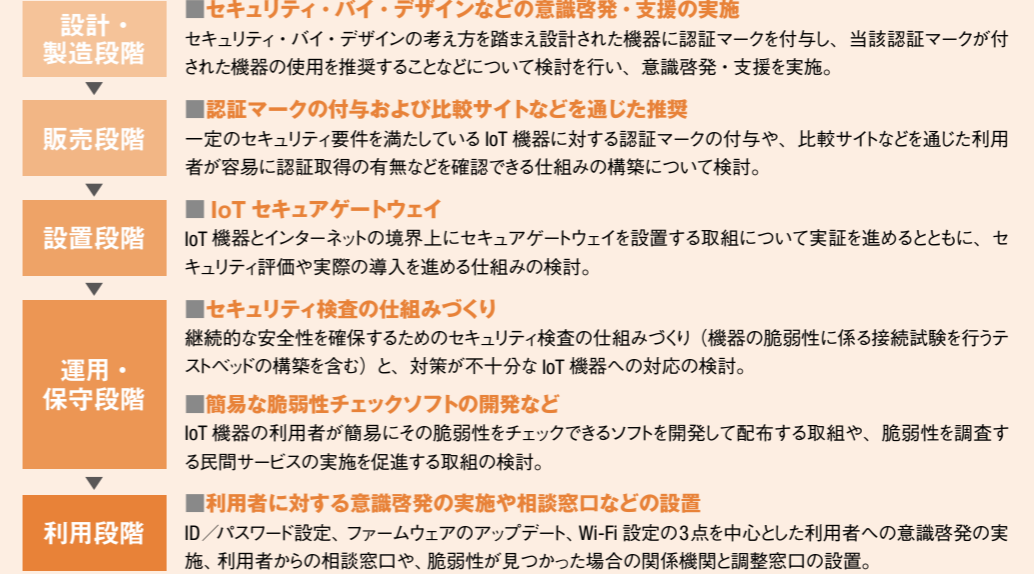 設計・
製造段階
■セキュリティ・バイ・デザインなどの意識啓発・支援の実施
セキュリティ・バイ・デザインの考え方を踏まえ設計された機器に認証マークを付与し、当該認証マークが付
された機器の使用を推奨することなどについて検討を行い、意識啓発・支援を実施。
▼
販売段階
■認証マークの付与および比較サイトなどを通じた推奨
一定のセキュリティ要件を満たしている IoT 機器に対する認証マークの付与や、比較サイトなどを通じた利用
者が容易に認証取得の有無などを確認できる仕組みの構築について検討。
▼
設置段階
■ IoT セキュアゲートウェイ
IoT 機器とインターネットの境界上にセキュアゲートウェイを設置する取組について実証を進めるとともに、セ
キュリティ評価や実際の導入を進める仕組みの検討。
▼
運用・
保守段階
■セキュリティ検査の仕組みづくり
継続的な安全性を確保するためのセキュリティ検査の仕組みづくり（機器の脆弱性に係る接続試験を行うテ
ストベッドの構築を含む）と、対策が不十分な IoT 機器への対応の検討。
■簡易な脆弱性チェックソフトの開発など
IoT 機器の利用者が簡易にその脆弱性をチェックできるソフトを開発して配布する取組や、脆弱性を調査す
る民間サービスの実施を促進する取組の検討。
▼
利用段階
■利用者に対する意識啓発の実施や相談窓口などの設置
ID／パスワード設定、ファームウェアのアップデート、Wi-Fi 設定の3点を中心とした利用者への意識啓発の実
施、利用者からの相談窓口や、脆弱性が見つかった場合の関係機関と調整窓口の設置。